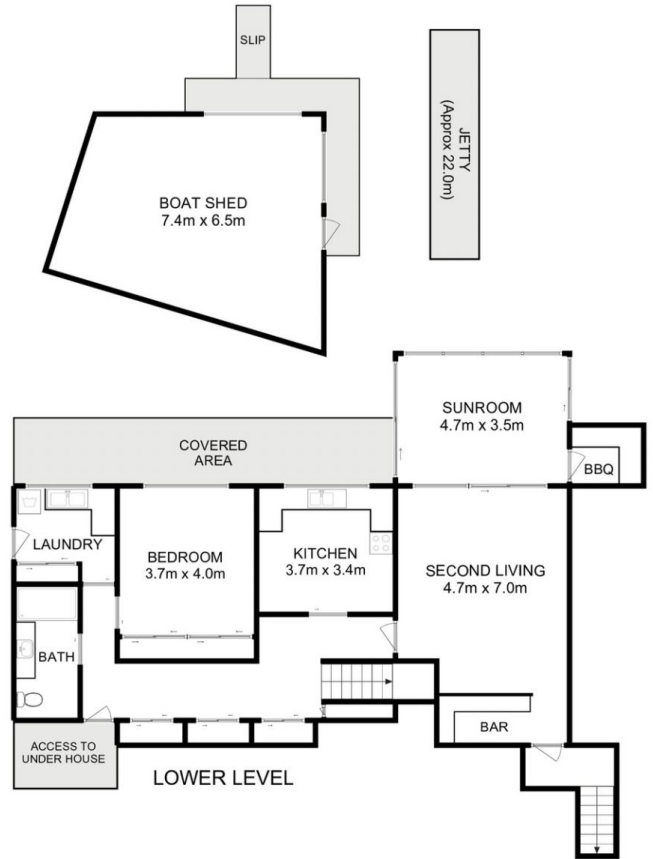 SLIP
JETTY
(Approx 22.0m)
BOAT SHED
7.4m x 6.5m
SUNROOM
4.7m x 3.5m
COVERED
AREA
BBQ
LAUNDRY
BEDROOM
3.7m x 4.0m
KITCHEN
3.7m x 3.4m
SECOND LIVING
4.7m x 7.0m
BATH
BAR
ACCESS TO
UNDER HOUSE
LOWER LEVEL